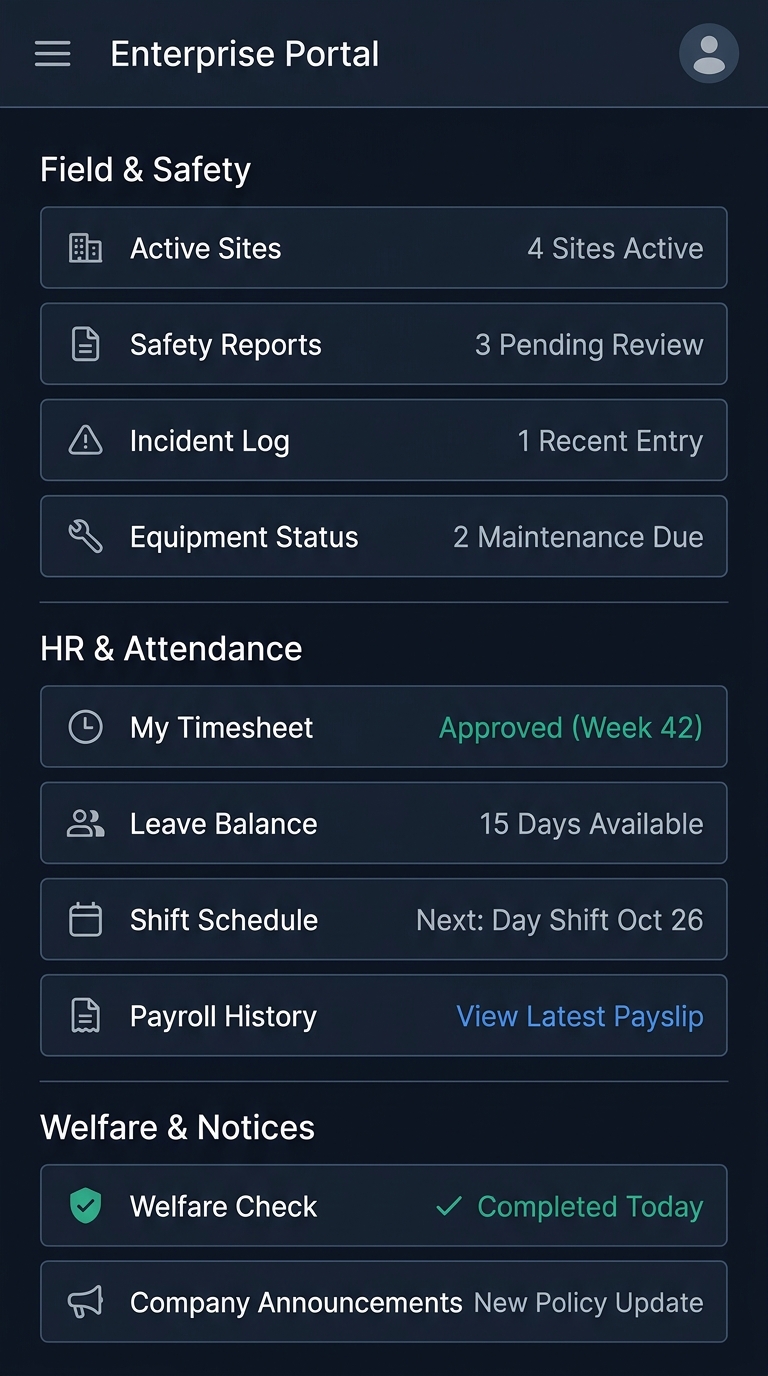 Enterprise Portal
Field & Safety
Active Sites 4 Sites Active
Safety Reports 3 Pending Review
Incident Log 1 Recent Entry
Equipment Status 2 Maintenance Due
HR & Attendance
My Timesheet Approved (Week 42)
Leave Balance 15 Days Available
Shift Schedule Next: Day Shift Oct 26
Payroll History View Latest Payslip
Welfare & Notices
Welfare Check ✓ Completed Today
Company Announcements New Policy Update